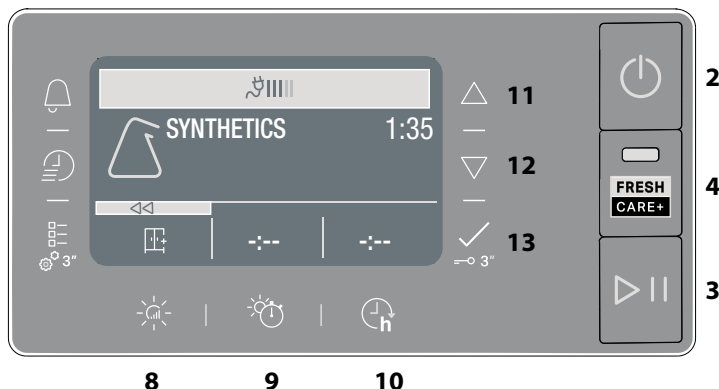 2
11
SYNTHETICS 1:35
12
FRESH
CARE+
4
-:-- -:--
13
3"
3"
3
h
8 9 10